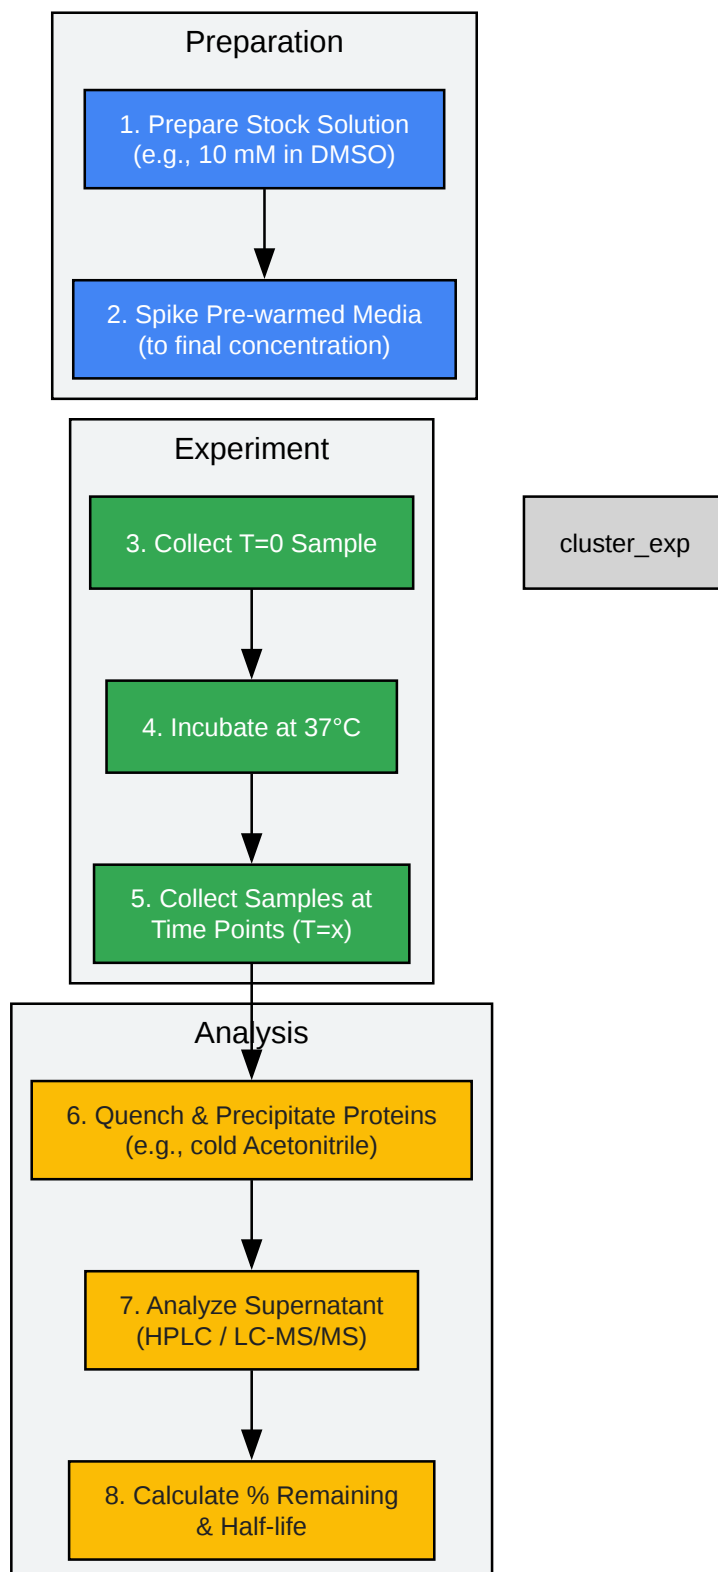 Preparation
1. Prepare Stock Solution
(e.g., 10 mM in DMSO)
2. Spike Pre-warmed Media
(to final concentration)
Experiment
3. Collect T=0 Sample
cluster_exp
4. Incubate at 37°C
5. Collect Samples at
Time Points (T=x)
Analysis
6. Quench & Precipitate Proteins
(e.g., cold Acetonitrile)
7. Analyze Supernatant
(HPLC / LC-MS/MS)
8. Calculate % Remaining
& Half-life